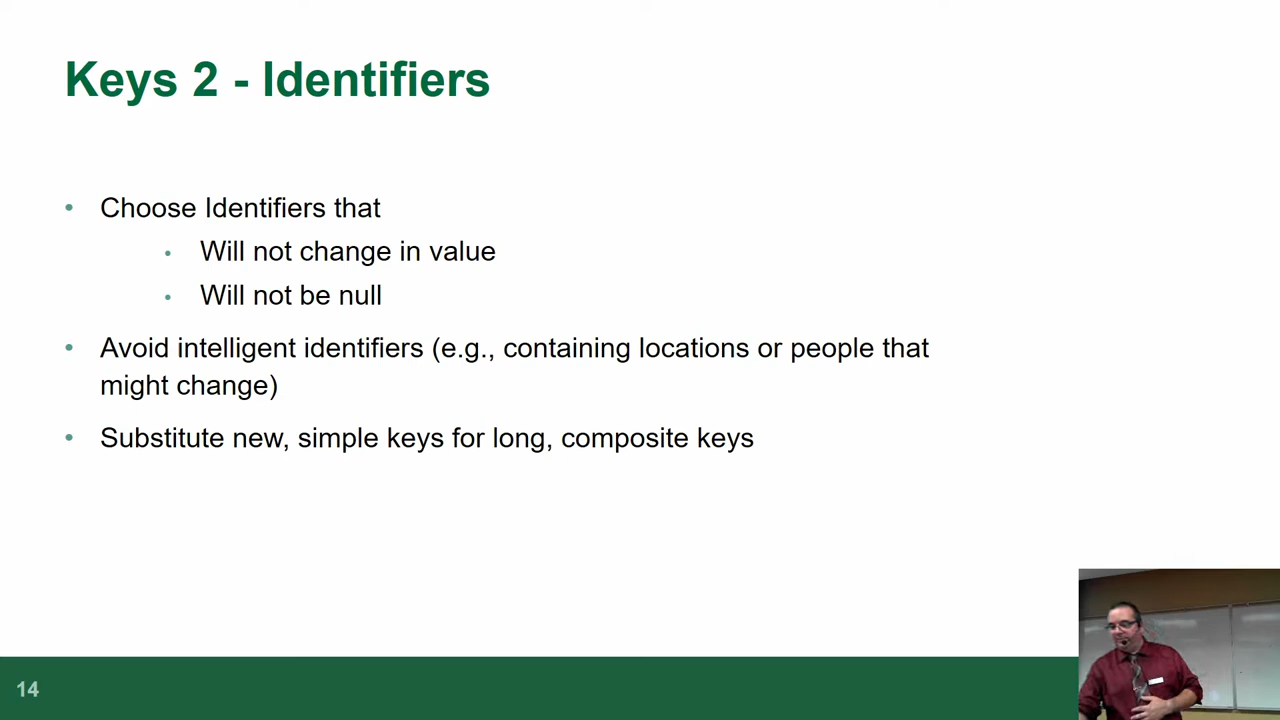 Keys 2 - Identifiers
• Choose Identifiers that
• Will not change in value
• Will not be null
• Avoid intelligent identifiers (e.g., containing locations or people that
might change)
• Substitute new, simple keys for long, composite keys
14